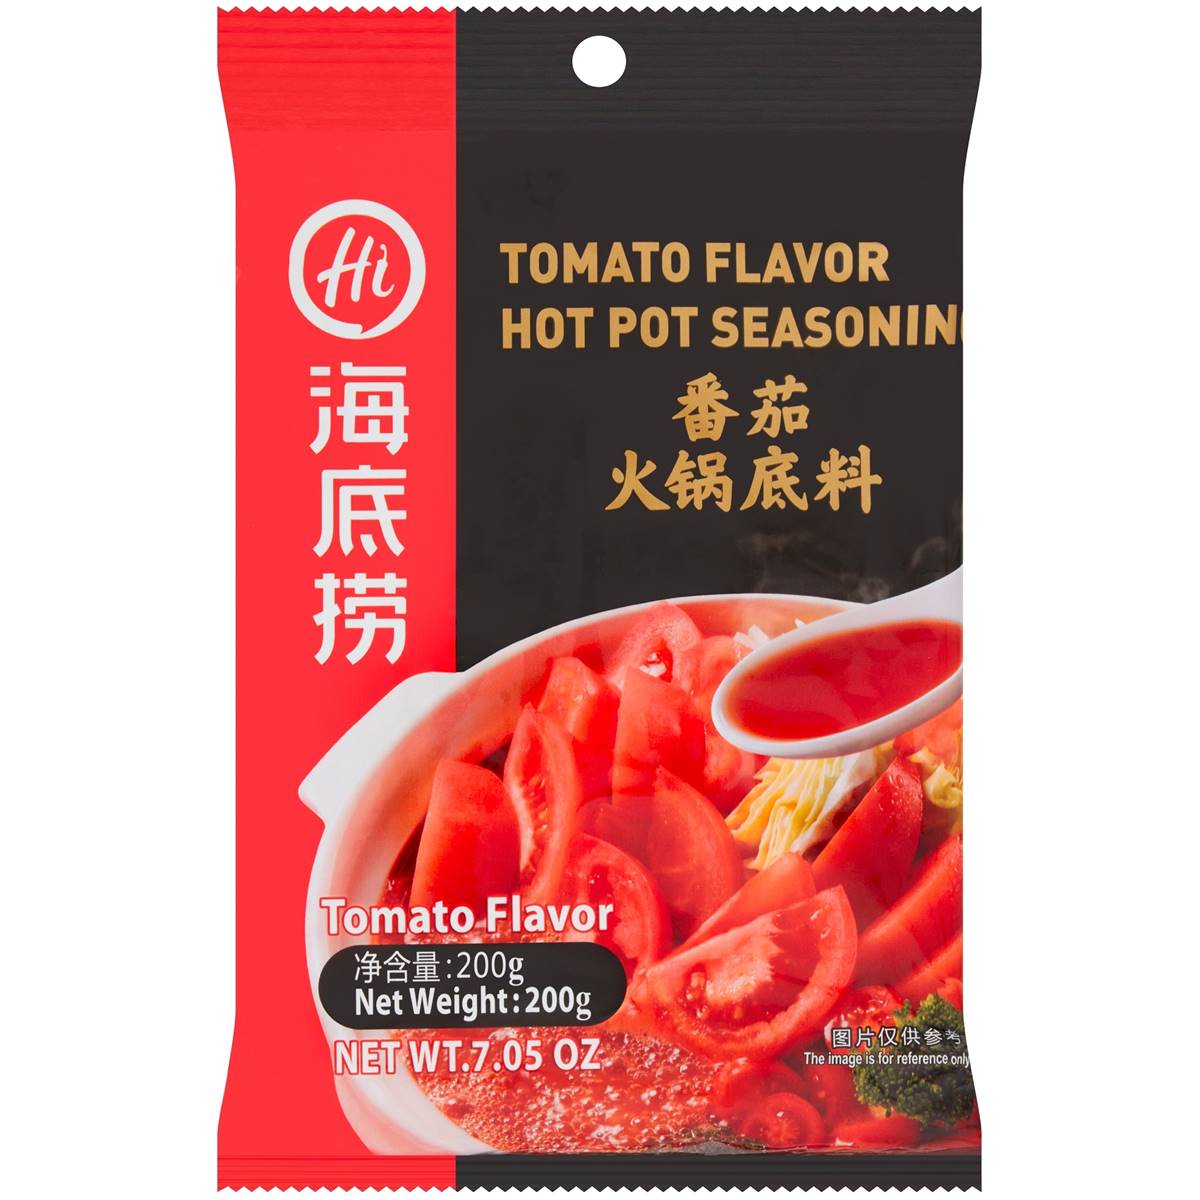 Hi
海底捞
TOMATO FLAVOR
HOT POT SEASONIN
番茄
火锅底料
Tomato Flavor
净含量:200g
Net Weight:200g
NET WT.7.05 OZ
图片仅供参考
The image is for reference only